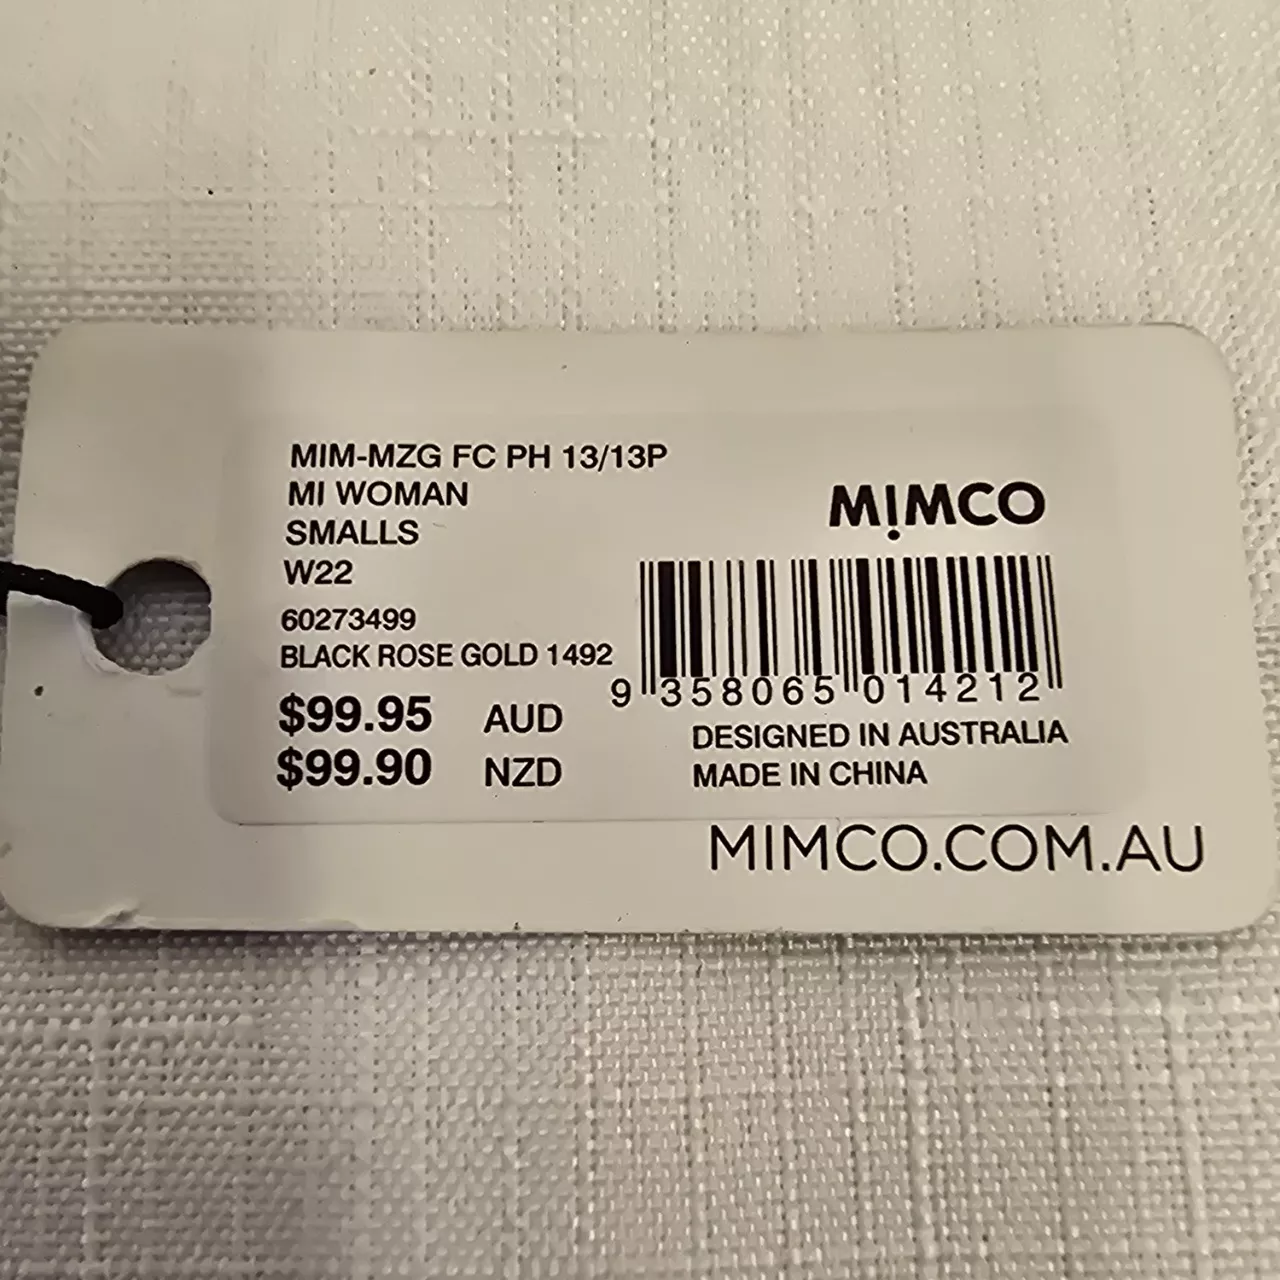 MIM-MZG FC PH 13/13P
MI WOMAN
SMALLS
W22
60273499
BLACK ROSE GOLD 1492
$99.95 AUD
$99.90 NZD
MIMCO
9 358065 014212
DESIGNED IN AUSTRALIA
MADE IN CHINA
MIMCO.COM.AU